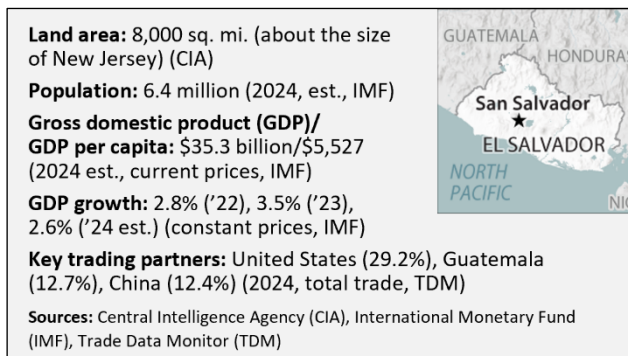 Land area: 8,000 sq. mi. (about the size
of New Jersey) (CIA)
Population: 6.4 million (2024, est., IMF)
Gross domestic product (GDP)/
GDP per capita: $35.3 billion/$5,527
(2024 est., current prices, IMF)
GDP growth: 2.8% (’22), 3.5% (’23),
2.6% (’24 est.) (constant prices, IMF)
Key trading partners: United States (29.2%), Guatemala
(12.7%), China (12.4%) (2024, total trade, TDM)
Sources: Central Intelligence Agency (CIA), International Monetary Fund
(IMF), Trade Data Monitor (TDM)
GUATEMALA
HONDURAS
San Salvador
EL SALVADOR
NORTH
PACIFIC
NI